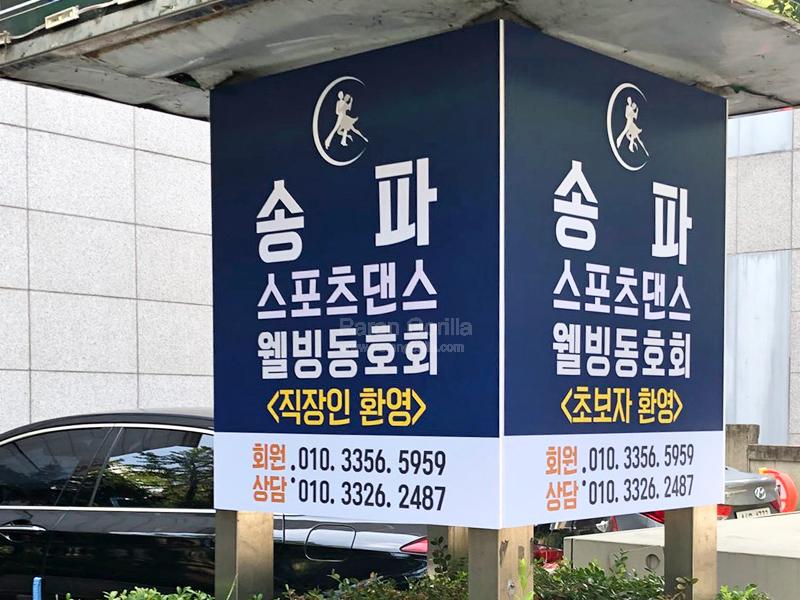 송 파
스포츠댄스
웰빙동호회
<직장인 환영>
회원 . 010. 3356. 5959
상담 · 010. 3326. 2487
송 파
스포츠댄스
웰빙동호회
<초보자 환영>
회원 . 010. 3356. 5959
상담 · 010. 3326. 2487
Baron Gorilla